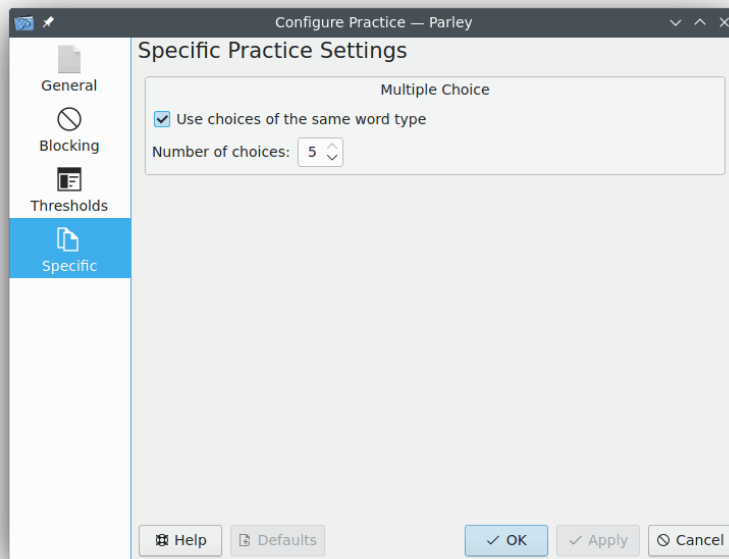 Configure Practice — Parley
General
Blocking
Thresholds
Specific
Specific Practice Settings
Multiple Choice
Use choices of the same word type
Number of choices: 5
Help Defaults OK Apply Cancel